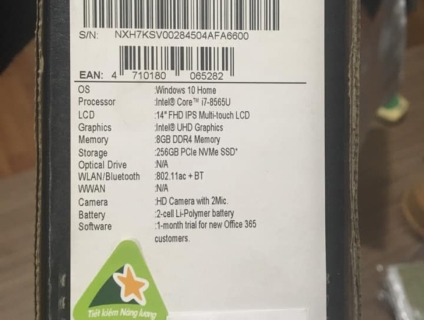 S/N: NXH7KSV00284504AFA6600
EAN: 4 710180 065282
OS :Windows 10 Home
Processor :Intel® Core™ i7-8565U
LCD :14" FHD IPS Multi-touch LCD
Graphics :Intel® UHD Graphics
Memory :8GB DDR4 Memory
Storage :256GB PCIe NVMe SSD*
Optical Drive :N/A
WLAN/Bluetooth :802.11ac + BT
WWAN :N/A
Camera :HD Camera with 2Mic.
Battery :2-cell Li-Polymer battery
Software :1-month trial for new Office 365
customers.
Tiết kiệm Năng lượng